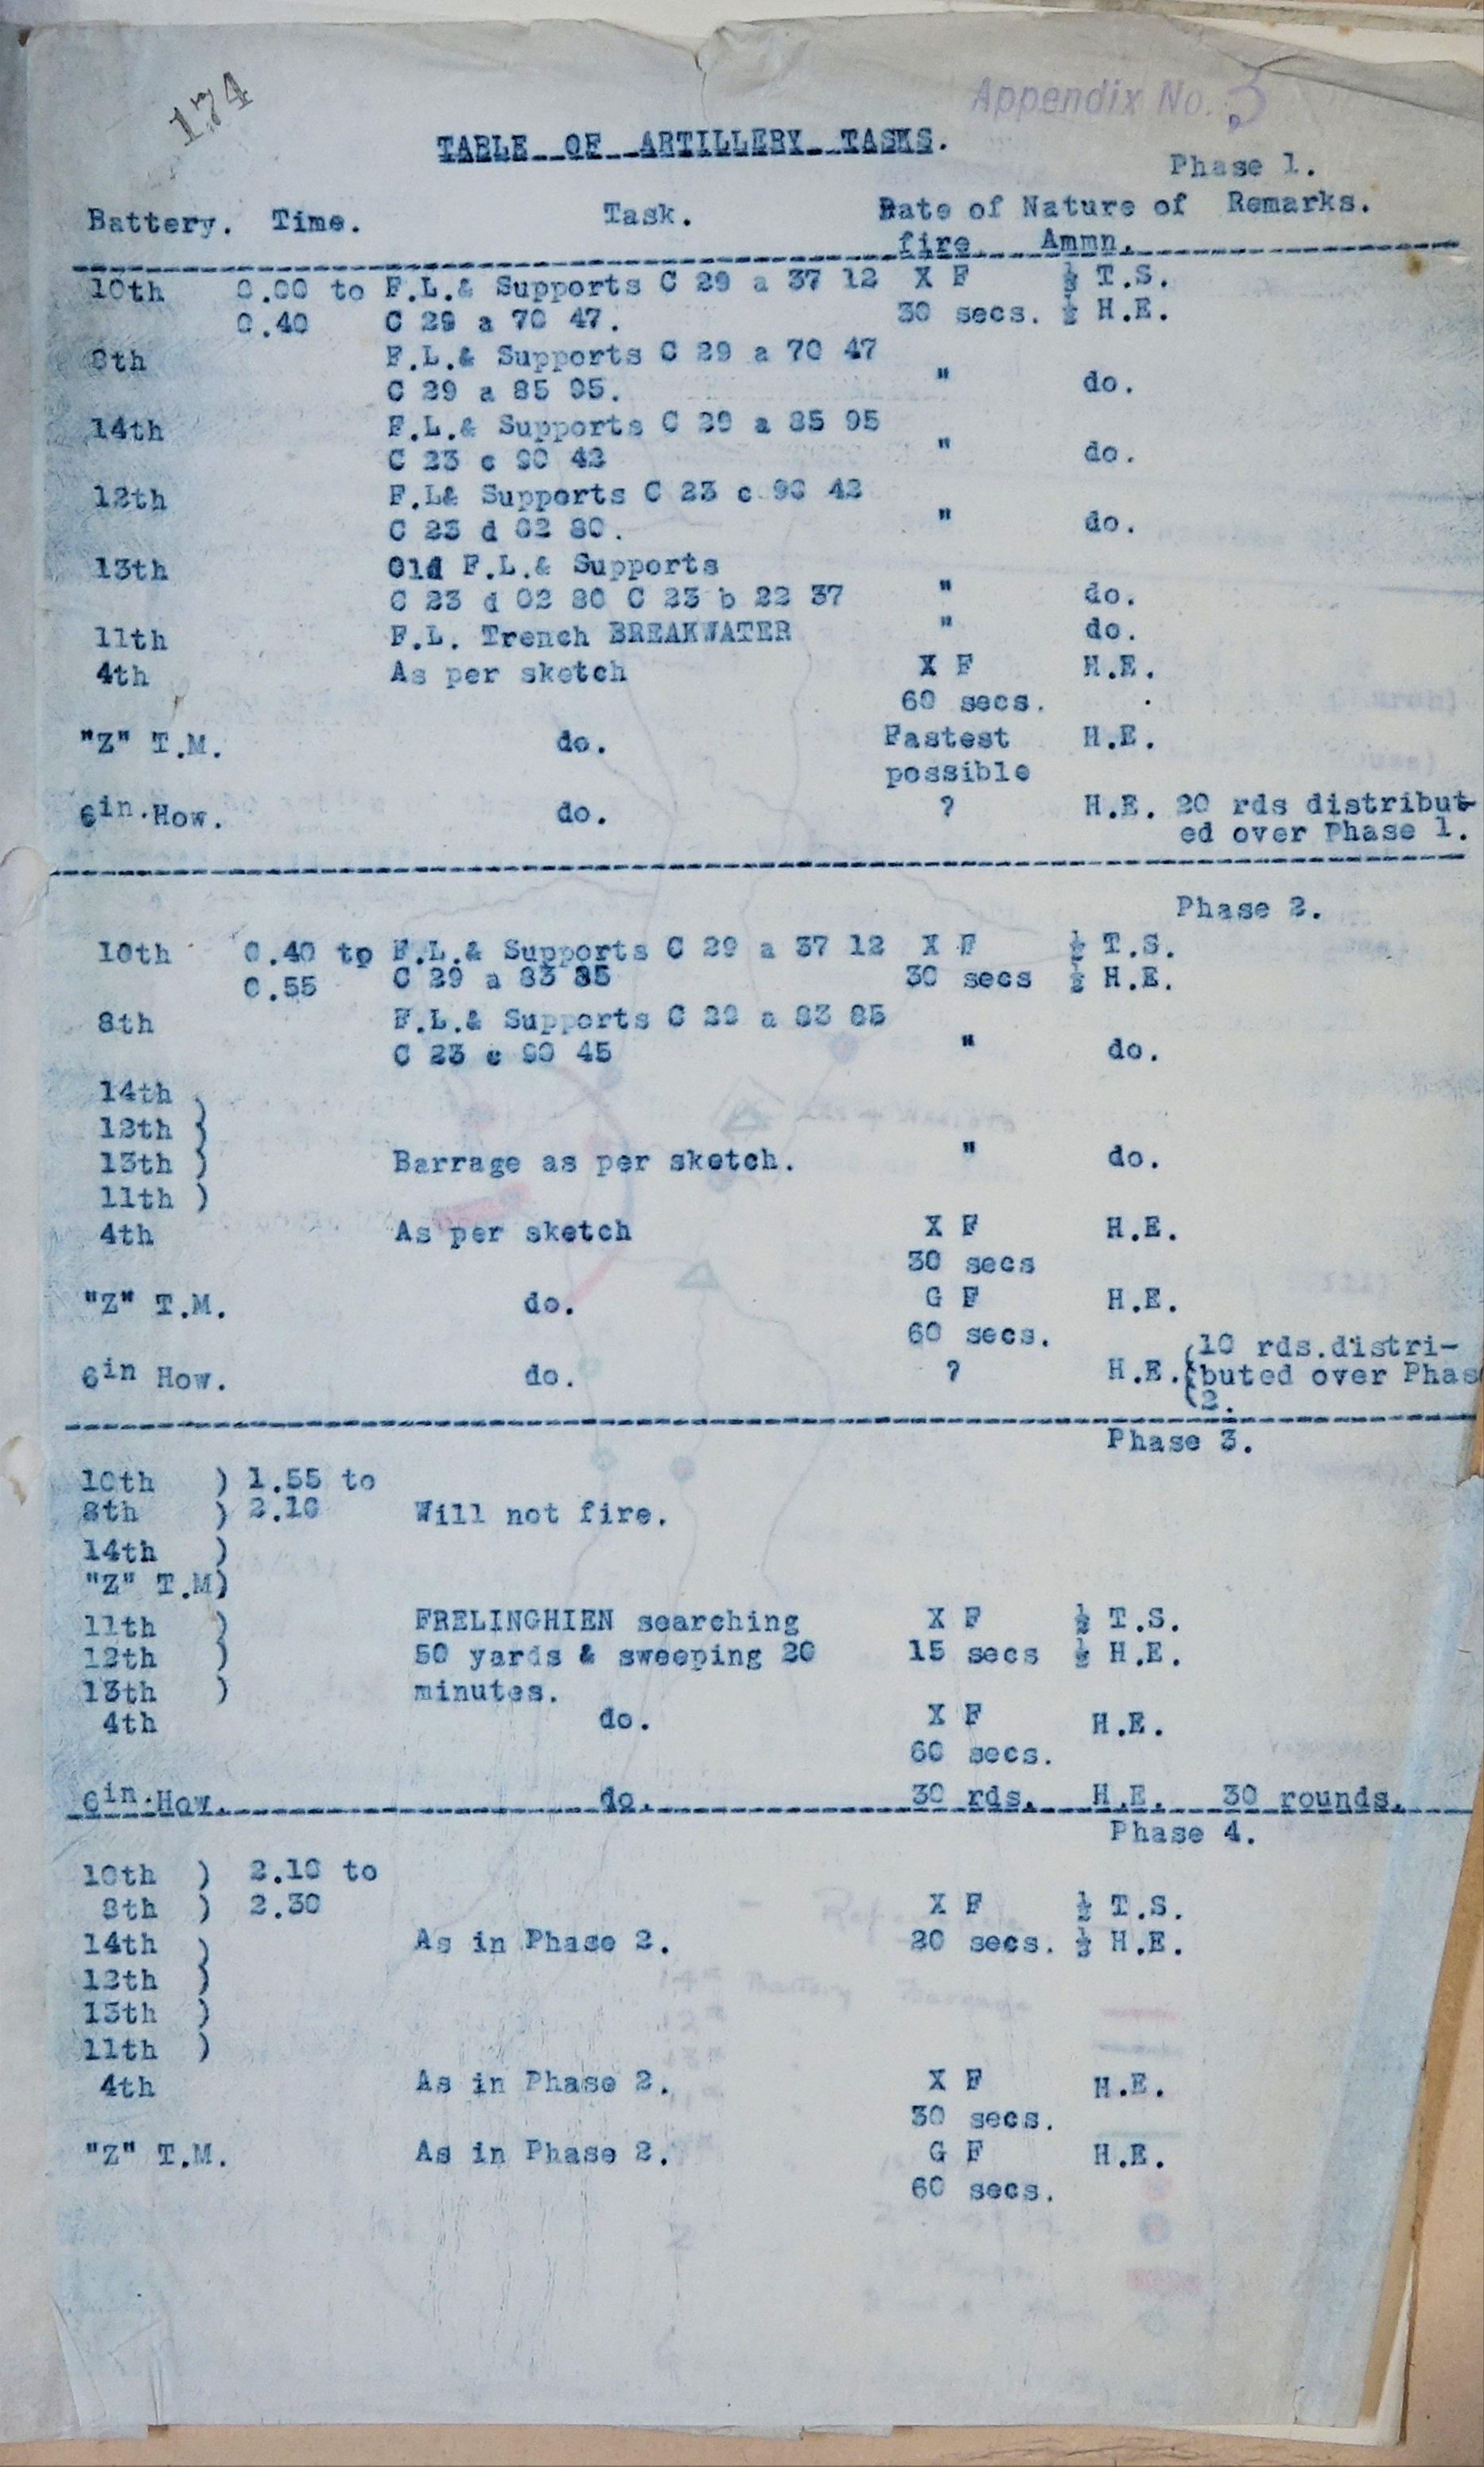 174
Appendix No. 3
TABLE OF ARTILLERY TASKS.
Phase 1.
Battery. Time. Task. Rate of Nature of Remarks.
fire Ammn.
10th 0.00 to F.L.& Supports C 29 a 37 12 X F ½ T.S.
0.40 C 29 a 70 47. 30 secs. ½ H.E.
8th F.L.& Supports C 29 a 70 47
C 29 a 85 95. " do.
14th F.L.& Supports C 29 a 85 95
C 23 c 90 42 " do.
12th F.L& Supports C 23 c 90 42
C 23 d 02 80. " do.
13th Old F.L.& Supports
C 23 d 02 80 C 23 b 22 37 " do.
11th F.L. Trench BREAKWATER " do.
4th As per sketch X F H.E.
60 secs.
"Z" T.M. do. Fastest H.E.
possible
6in.How. do. ? H.E. 20 rds distribut-
ed over Phase 1.
Phase 2.
10th 0.40 to F.L.& Supports C 29 a 37 12 X F ½ T.S.
0.55 C 29 a 83 85 30 secs ½ H.E.
8th F.L.& Supports C 29 a 83 85
C 23 c 90 45 " do.
14th )
12th )
13th ) Barrage as per sketch. " do.
11th )
4th As per sketch X F H.E.
30 secs
"Z" T.M. do. G F H.E.
60 secs.
6in How. do. ? H.E. (10 rds.distri-
(buted over Phas
(2.
Phase 3.
10th ) 1.55 to
8th ) 2.10 Will not fire.
14th )
"Z" T.M)
11th ) FRELINGHIEN searching X F ½ T.S.
12th ) 50 yards & sweeping 20 15 secs ½ H.E.
13th ) minutes.
4th do. X F H.E.
60 secs.
6in.How. do. 30 rds. H.E. 30 rounds.
Phase 4.
10th ) 2.10 to
8th ) 2.30 X F ½ T.S.
14th ) As in Phase 2. 20 secs. ½ H.E.
12th )
13th )
11th )
4th As in Phase 2. X F H.E.
30 secs.
"Z" T.M. As in Phase 2. G F H.E.
60 secs.